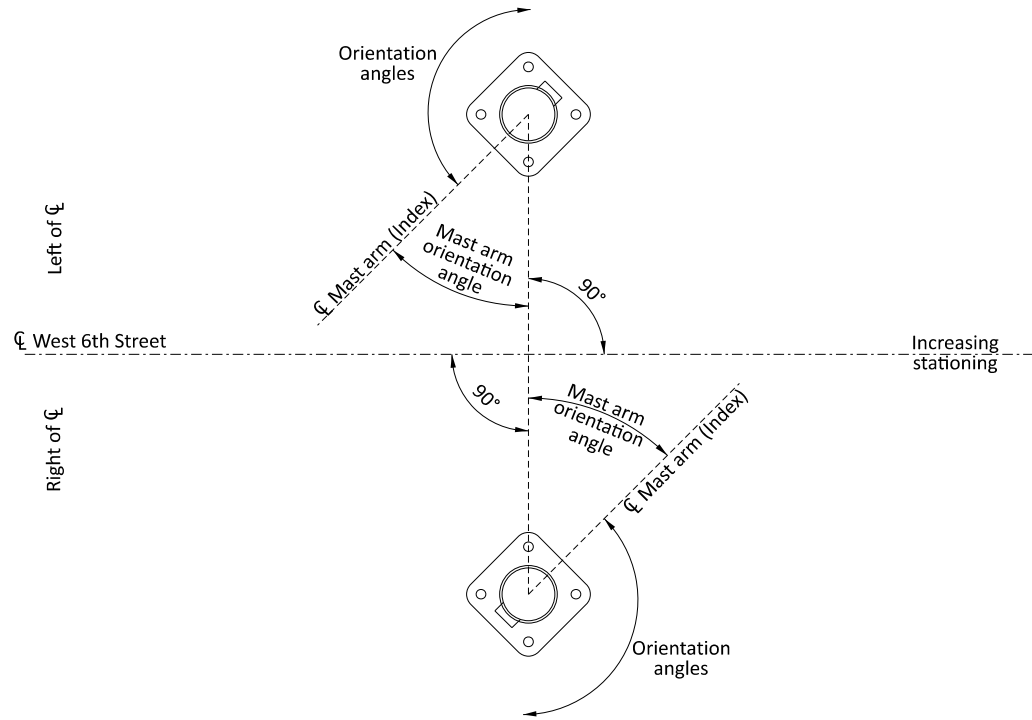 Orientation
angles
Left of ℄
℄ Mast arm (Index)
Mast arm
orientation
angle
90°
℄ West 6th Street
Increasing
stationing
Right of ℄
90°
Mast arm
orientation
angle
℄ Mast arm (Index)
Orientation
angles